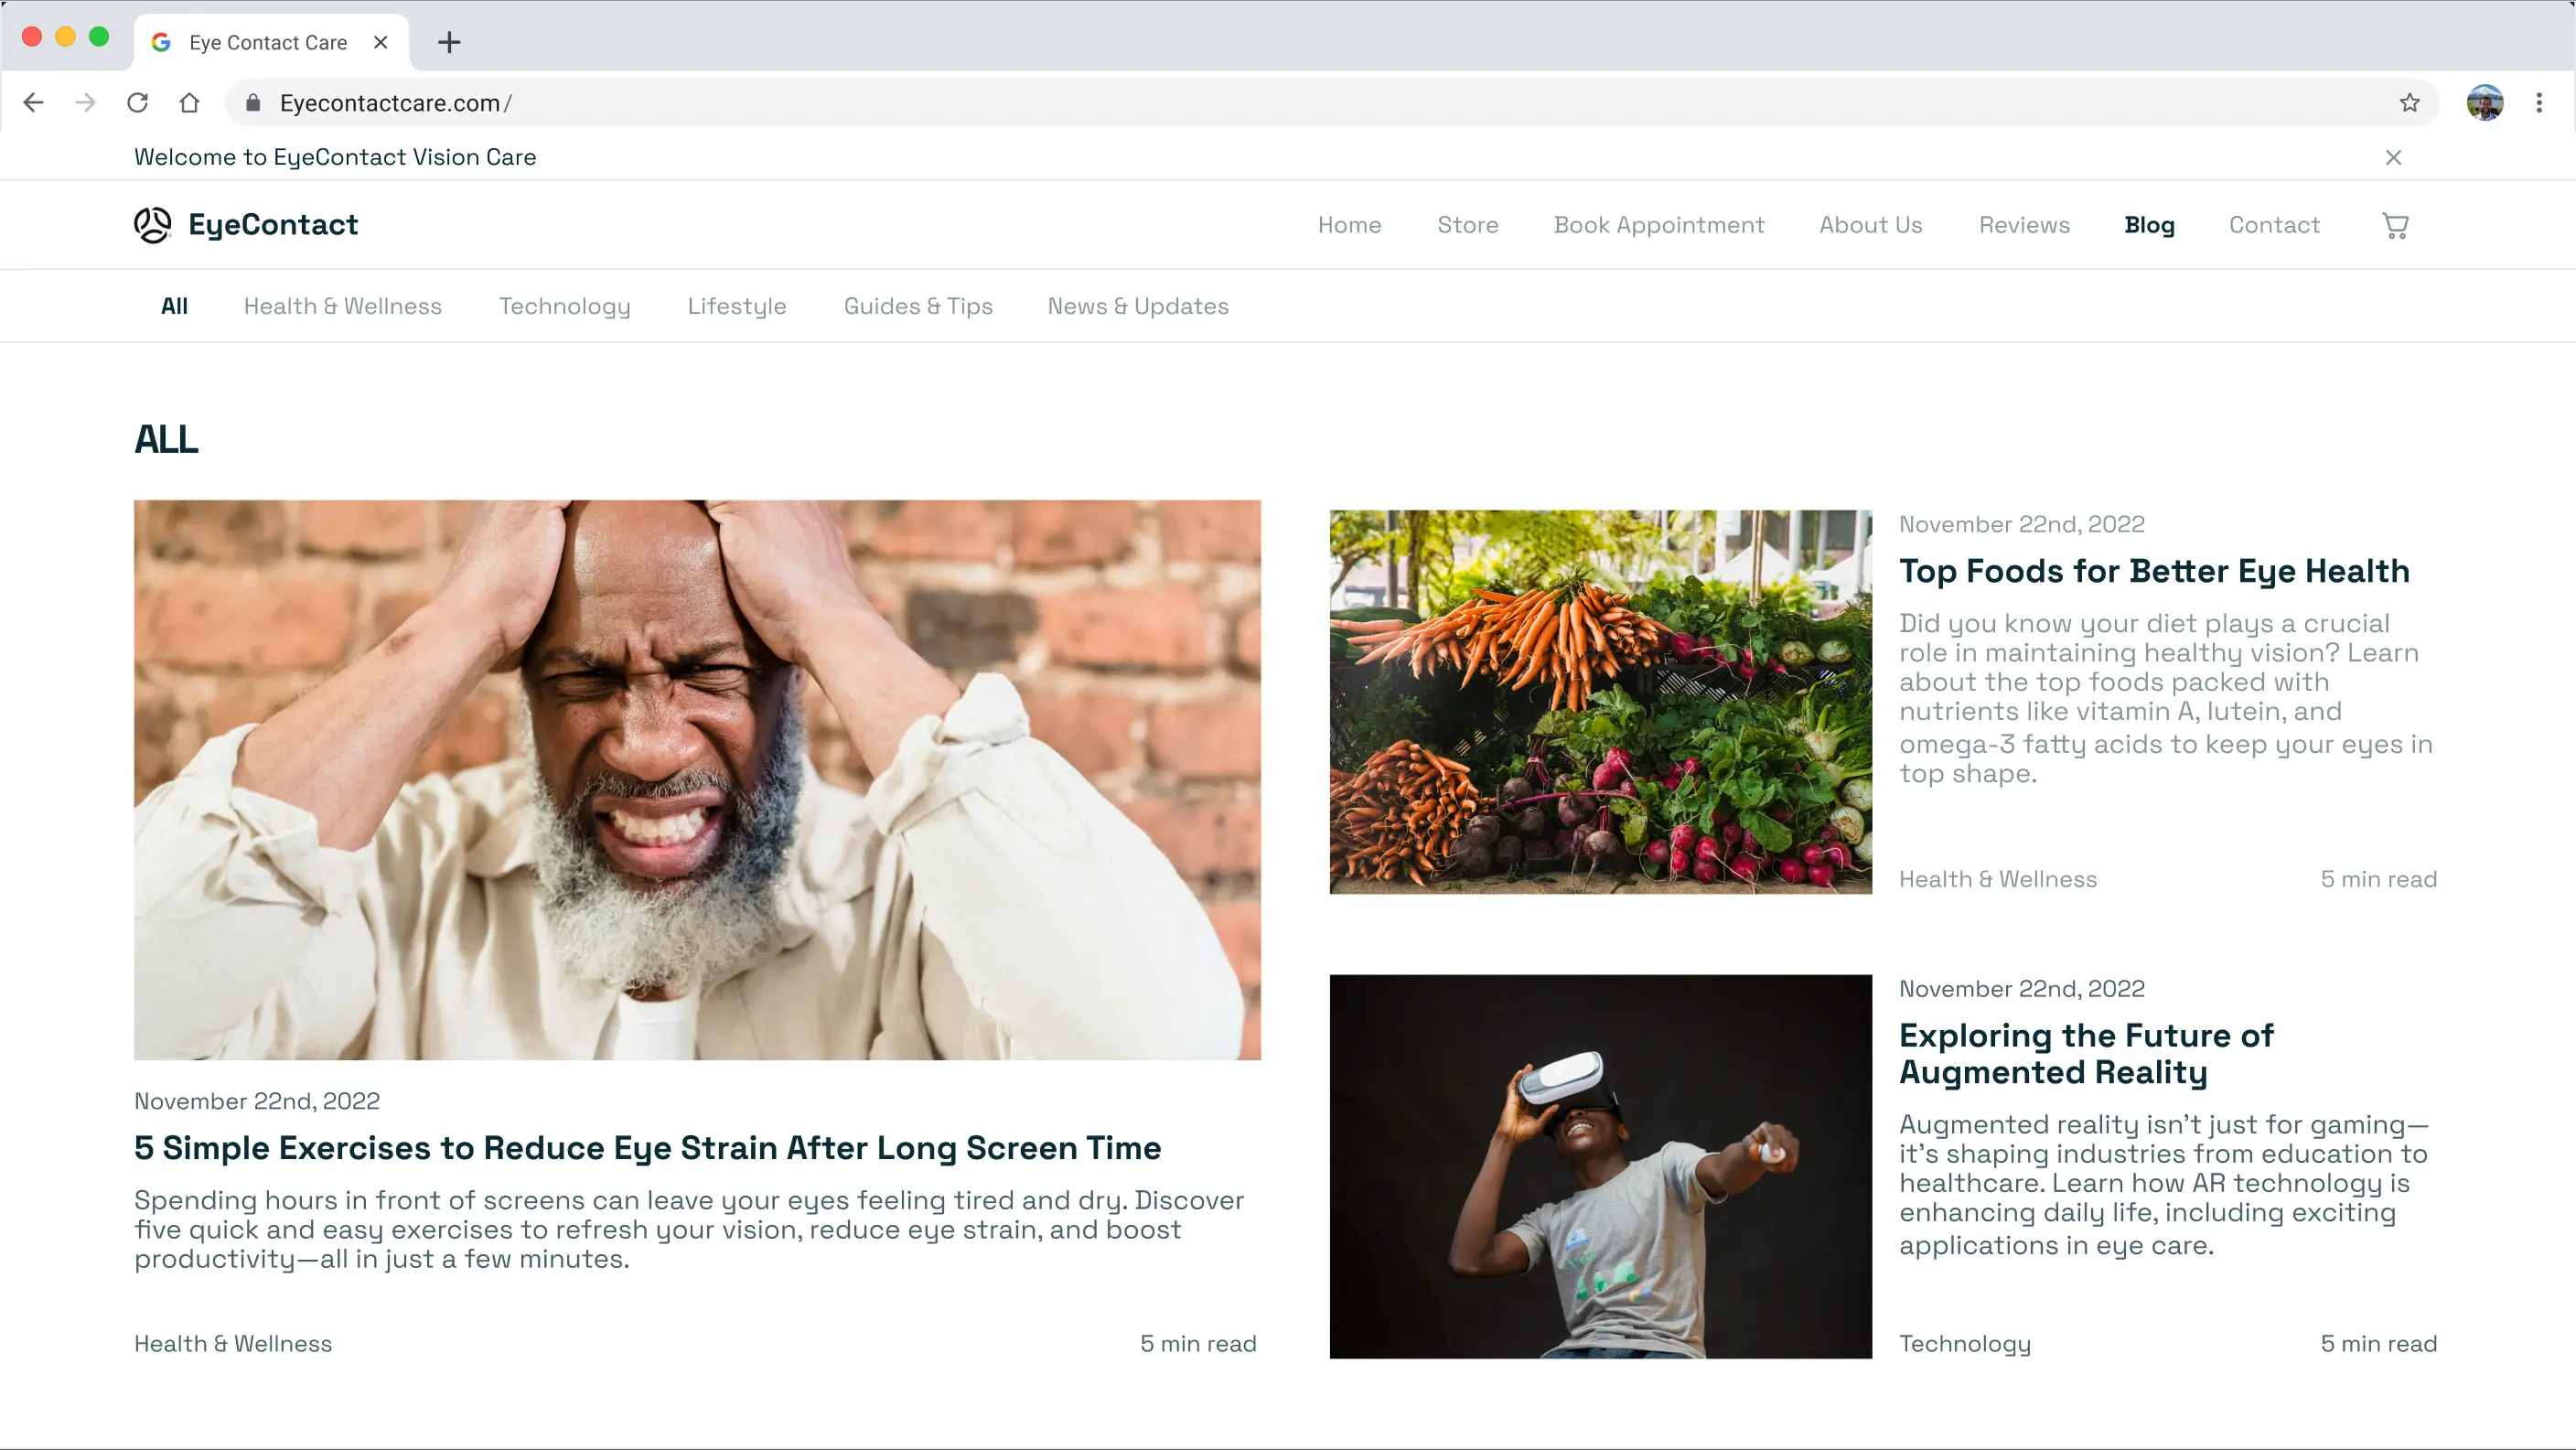 Eye Contact Care
Eyecontactcare.com/
Welcome to EyeContact Vision Care
EyeContact
Home Store Book Appointment About Us Reviews Blog Contact
All Health & Wellness Technology Lifestyle Guides & Tips News & Updates
ALL
November 22nd, 2022
5 Simple Exercises to Reduce Eye Strain After Long Screen Time
Spending hours in front of screens can leave your eyes feeling tired and dry. Discover
five quick and easy exercises to refresh your vision, reduce eye strain, and boost
productivity—all in just a few minutes.
Health & Wellness 5 min read
November 22nd, 2022
Top Foods for Better Eye Health
Did you know your diet plays a crucial
role in maintaining healthy vision? Learn
about the top foods packed with
nutrients like vitamin A, lutein, and
omega-3 fatty acids to keep your eyes in
top shape.
Health & Wellness 5 min read
November 22nd, 2022
Exploring the Future of
Augmented Reality
Augmented reality isn’t just for gaming—
it’s shaping industries from education to
healthcare. Learn how AR technology is
enhancing daily life, including exciting
applications in eye care.
Technology 5 min read